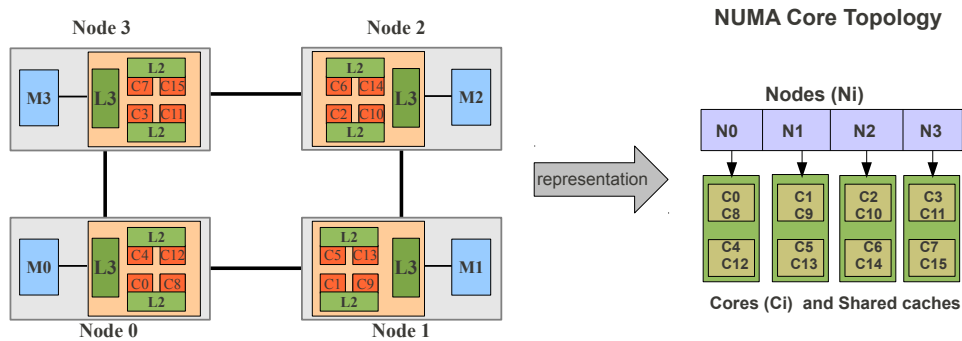 NUMA Core Topology
Node 3
Node 2
L2
C7 C15
M3
L3
C3 C11
L2
L2
C6 C14
L3
M2
C2 C10
L2
representation
Nodes (Ni)
N0 N1 N2 N3
C0
C8
C1
C9
C2
C10
C3
C11
C4
C12
C5
C13
C6
C14
C7
C15
Cores (Ci) and Shared caches
L2
C4 C12
M0
L3
C0 C8
L2
L2
C5 C13
L3
M1
C1 C9
L2
Node 0
Node 1